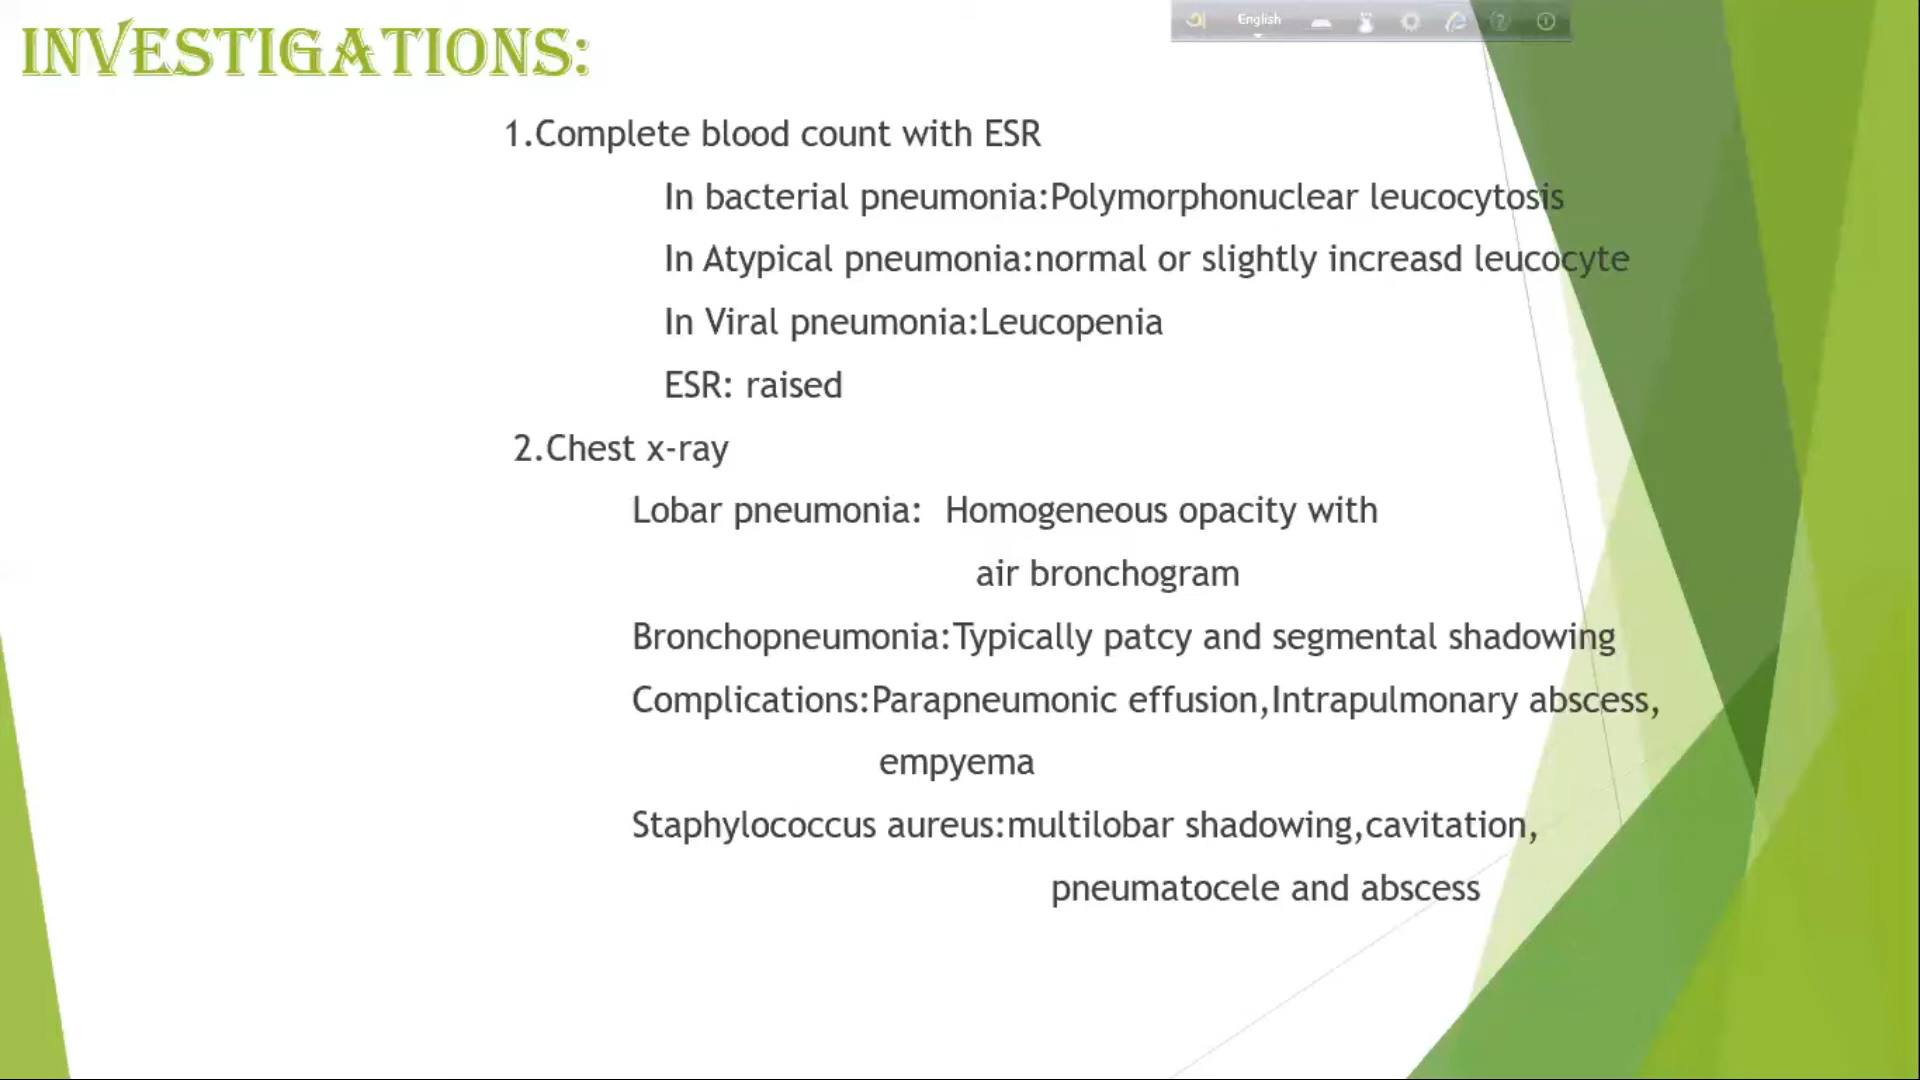 INVESTIGATIONS:
English
1.Complete blood count with ESR
In bacterial pneumonia:Polymorphonuclear leucocytosis
In Atypical pneumonia:normal or slightly increasd leucocyte
In Viral pneumonia:Leucopenia
ESR: raised
2.Chest x-ray
Lobar pneumonia: Homogeneous opacity with
air bronchogram
Bronchopneumonia:Typically patcy and segmental shadowing
Complications:Parapneumonic effusion,Intrapulmonary abscess,
empyema
Staphylococcus aureus:multilobar shadowing,cavitation,
pneumatocele and abscess